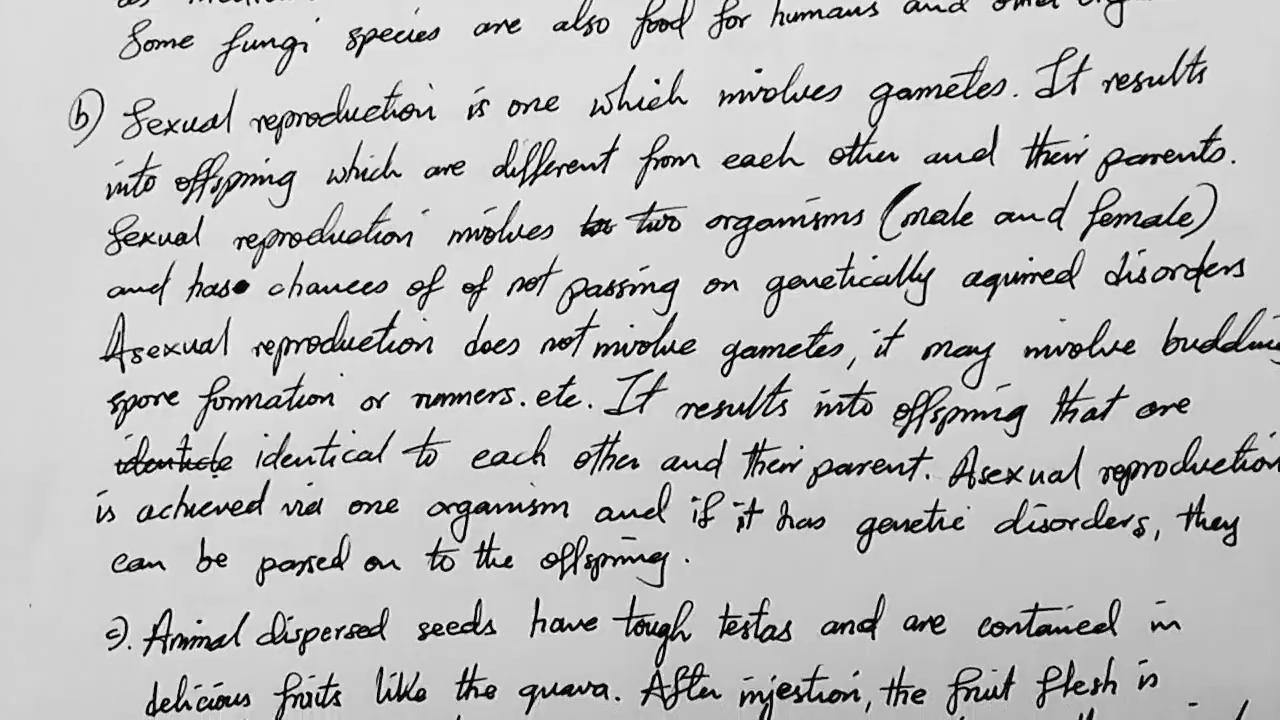 Some fungi species are also food for humans and other
(b) Sexual reproduction is one which involves gametes. It results
into offspring which are different from each other and their parents.
Sexual reproduction involves two organisms (male and female)
and has chances of of not passing on genetically aquired disorders
Asexual reproduction does not involve gametes, it may involve budding
spore formation or runners. etc. It results into offspring that are
identicle identical to each other and their parent. Asexual reproduction
is achieved via one organism and if it has genetic disorders, they
can be passed on to the offspring.
c). Animal dispersed seeds have tough testas and are contained in
delicious fruits like the quava. After injestion, the fruit flesh is